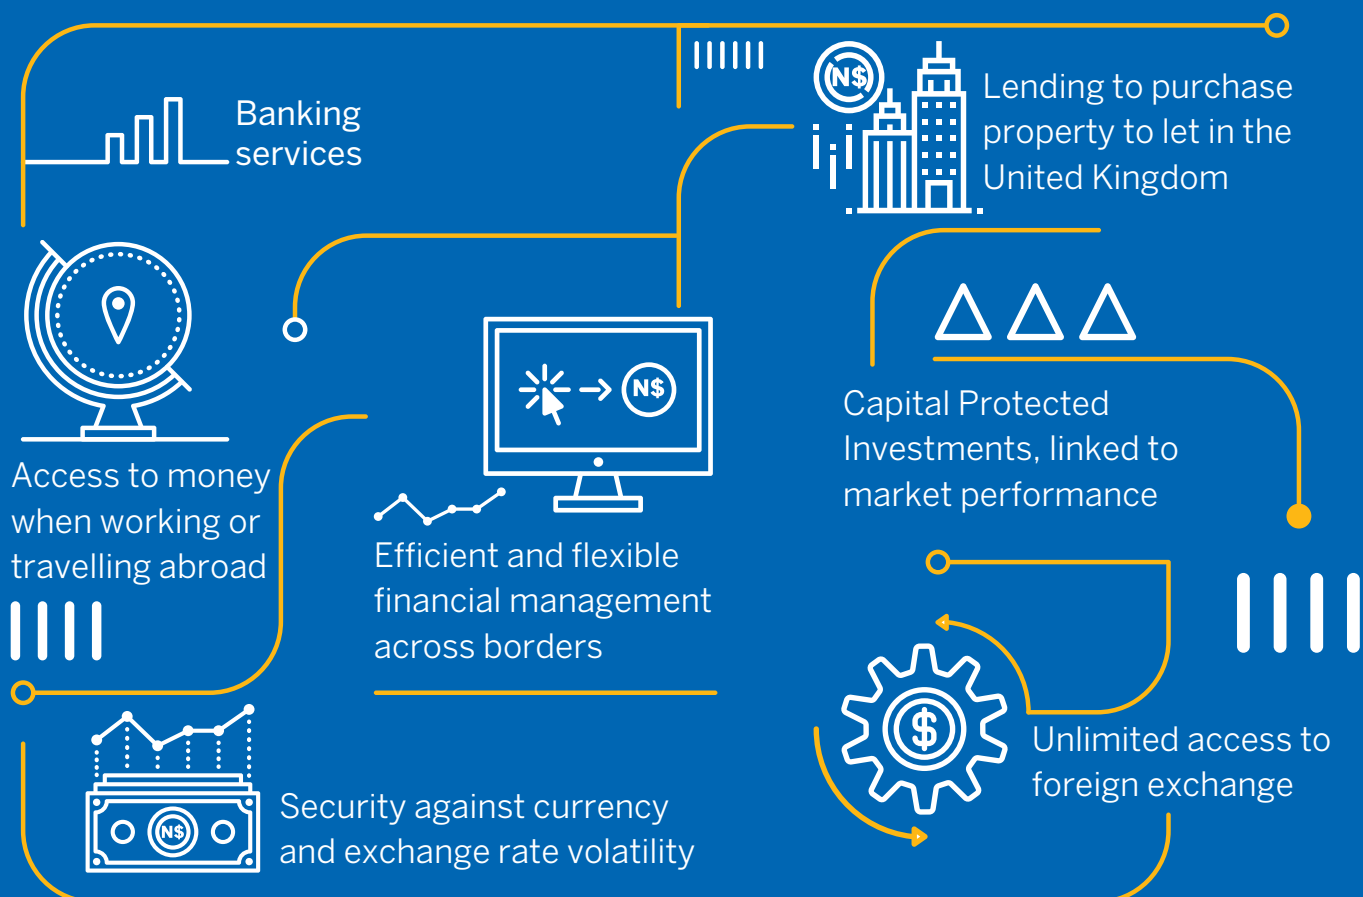 Banking
services
N$
Lending to purchase
property to let in the
United Kingdom
Access to money
when working or
travelling abroad
N$
Efficient and flexible
financial management
across borders
Capital Protected
Investments, linked to
market performance
N$
Security against currency
and exchange rate volatility
$
Unlimited access to
foreign exchange